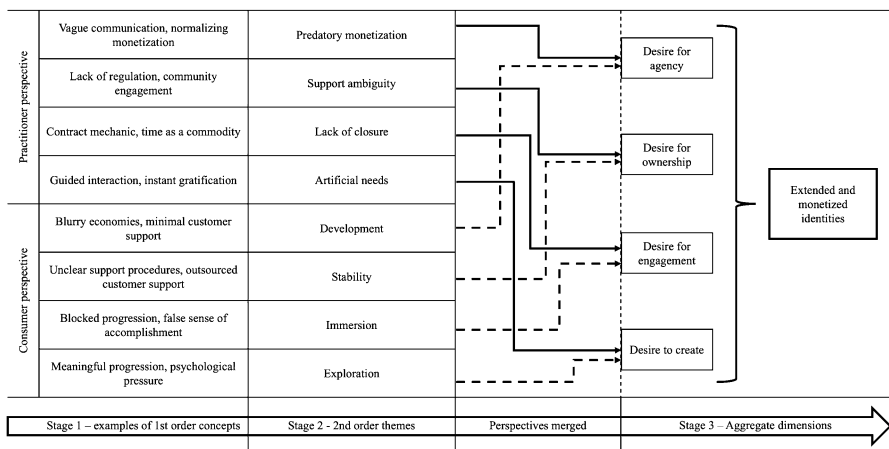 Practitioner perspective
Vague communication, normalizing
monetization
Predatory monetization
Lack of regulation, community
engagement
Support ambiguity
Contract mechanic, time as a commodity
Lack of closure
Guided interaction, instant gratification
Artificial needs
Consumer perspective
Blurry economies, minimal customer
support
Development
Unclear support procedures, outsourced
customer support
Stability
Blocked progression, false sense of
accomplishment
Immersion
Meaningful progression, psychological
pressure
Exploration
Desire for
agency
Desire for
ownership
Desire for
engagement
Desire to create
Extended and
monetized
identities
Stage 1 – examples of 1st order concepts
Stage 2 - 2nd order themes
Perspectives merged
Stage 3 – Aggregate dimensions